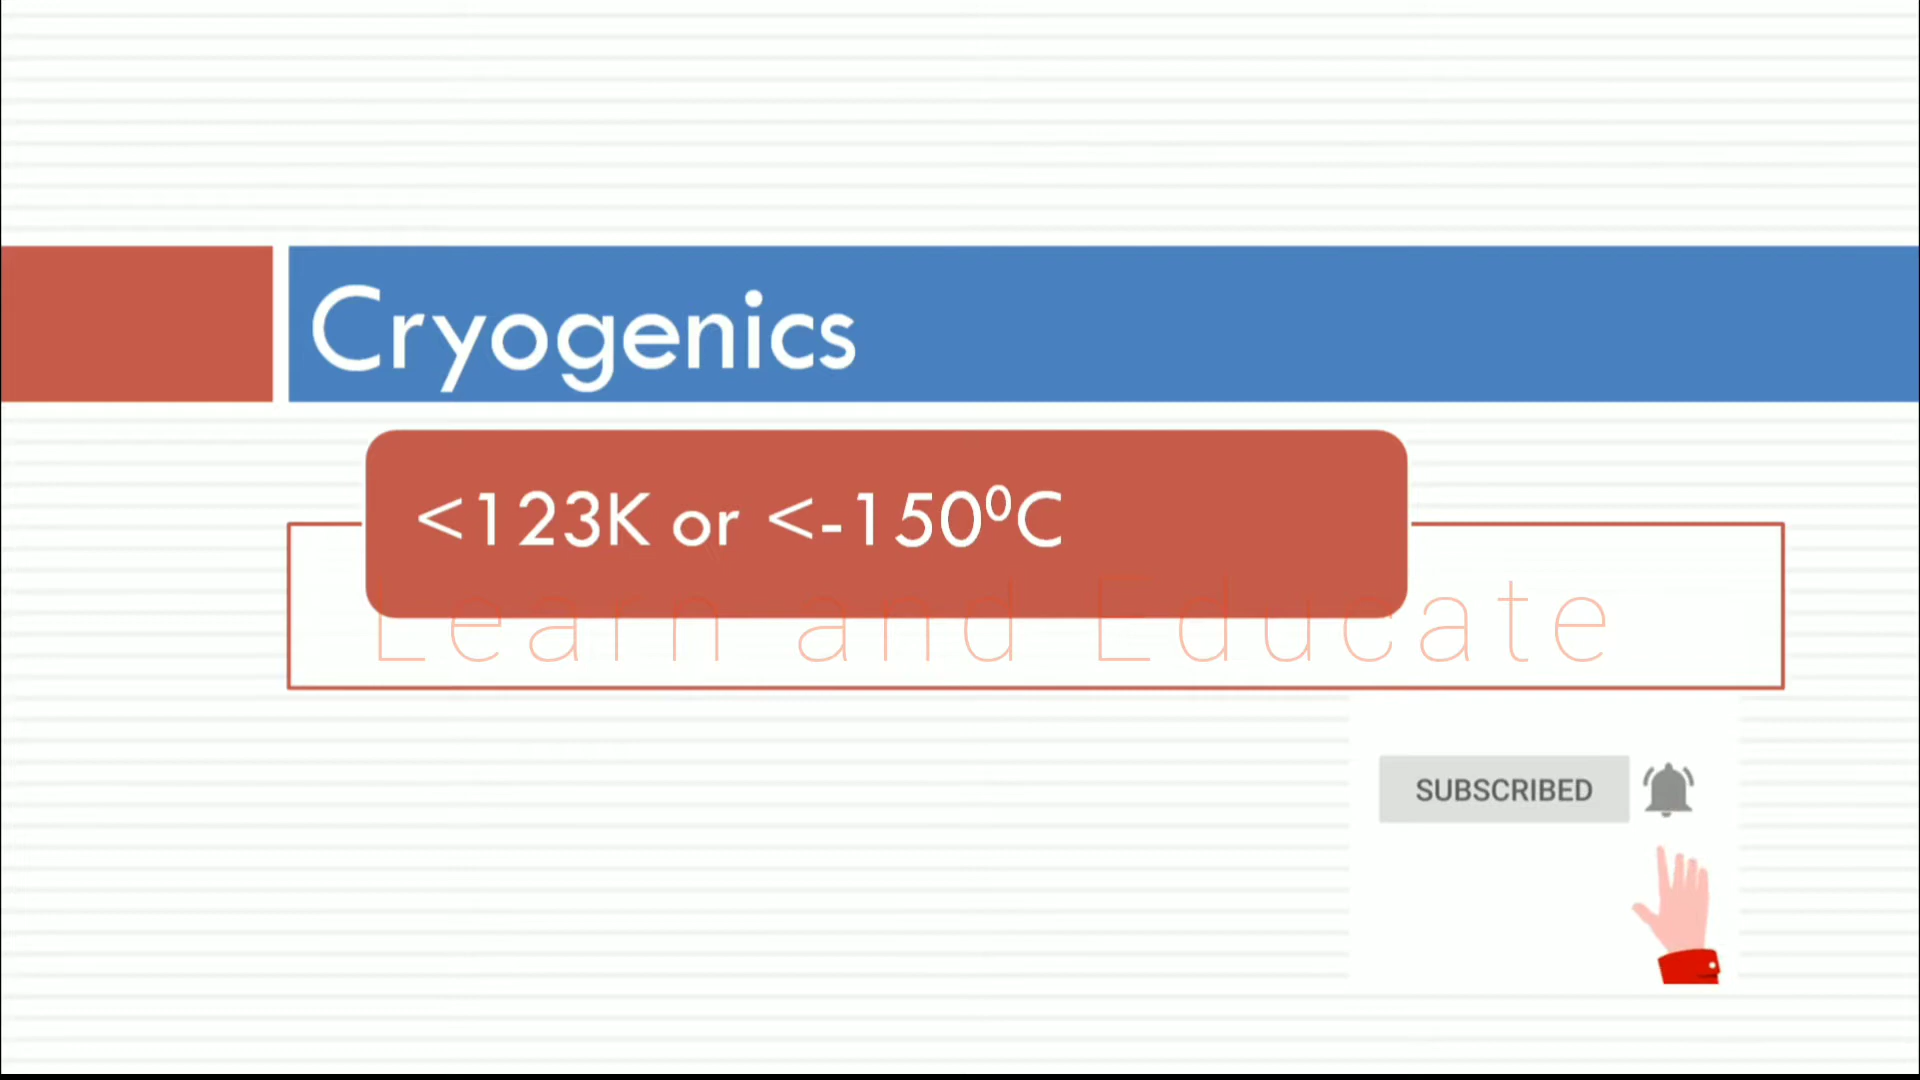 Cryogenics
<123K or <-150⁰C
Learn and Educate
SUBSCRIBED